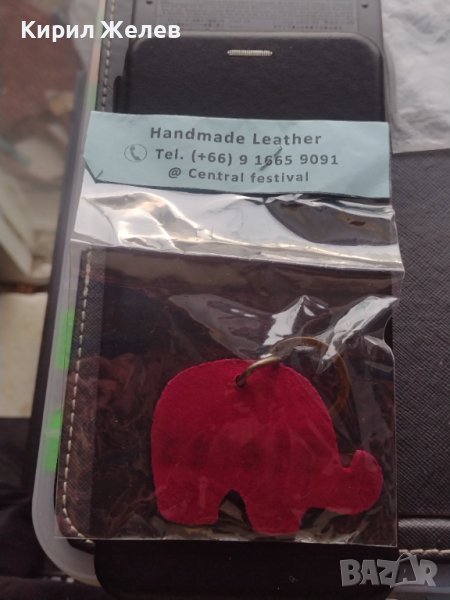 Кирил Желев
Handmade Leather
Tel. (+66) 9 1665 9091
@ Central festival
BAZAR